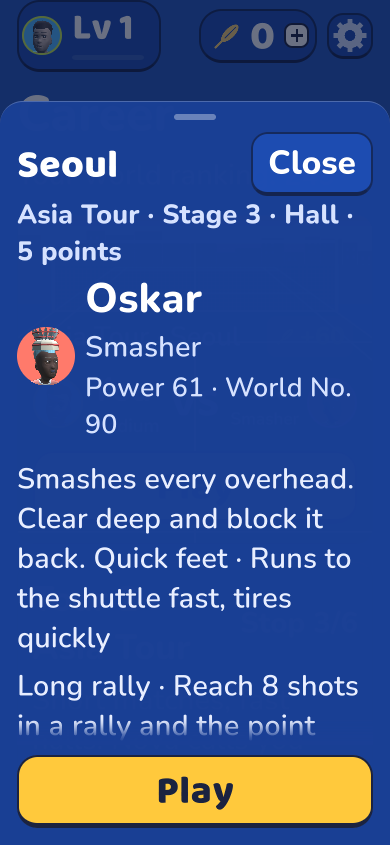 Lv 1
0
Career
Seoul
Close
Asia Tour · Stage 3 · Hall ·
5 points
Oskar
Smasher
Power 61 · World No.
90
Smashes every overhead.
Clear deep and block it
back. Quick feet · Runs to
the shuttle fast, tires
quickly
Long rally · Reach 8 shots
in a rally and the point
Play